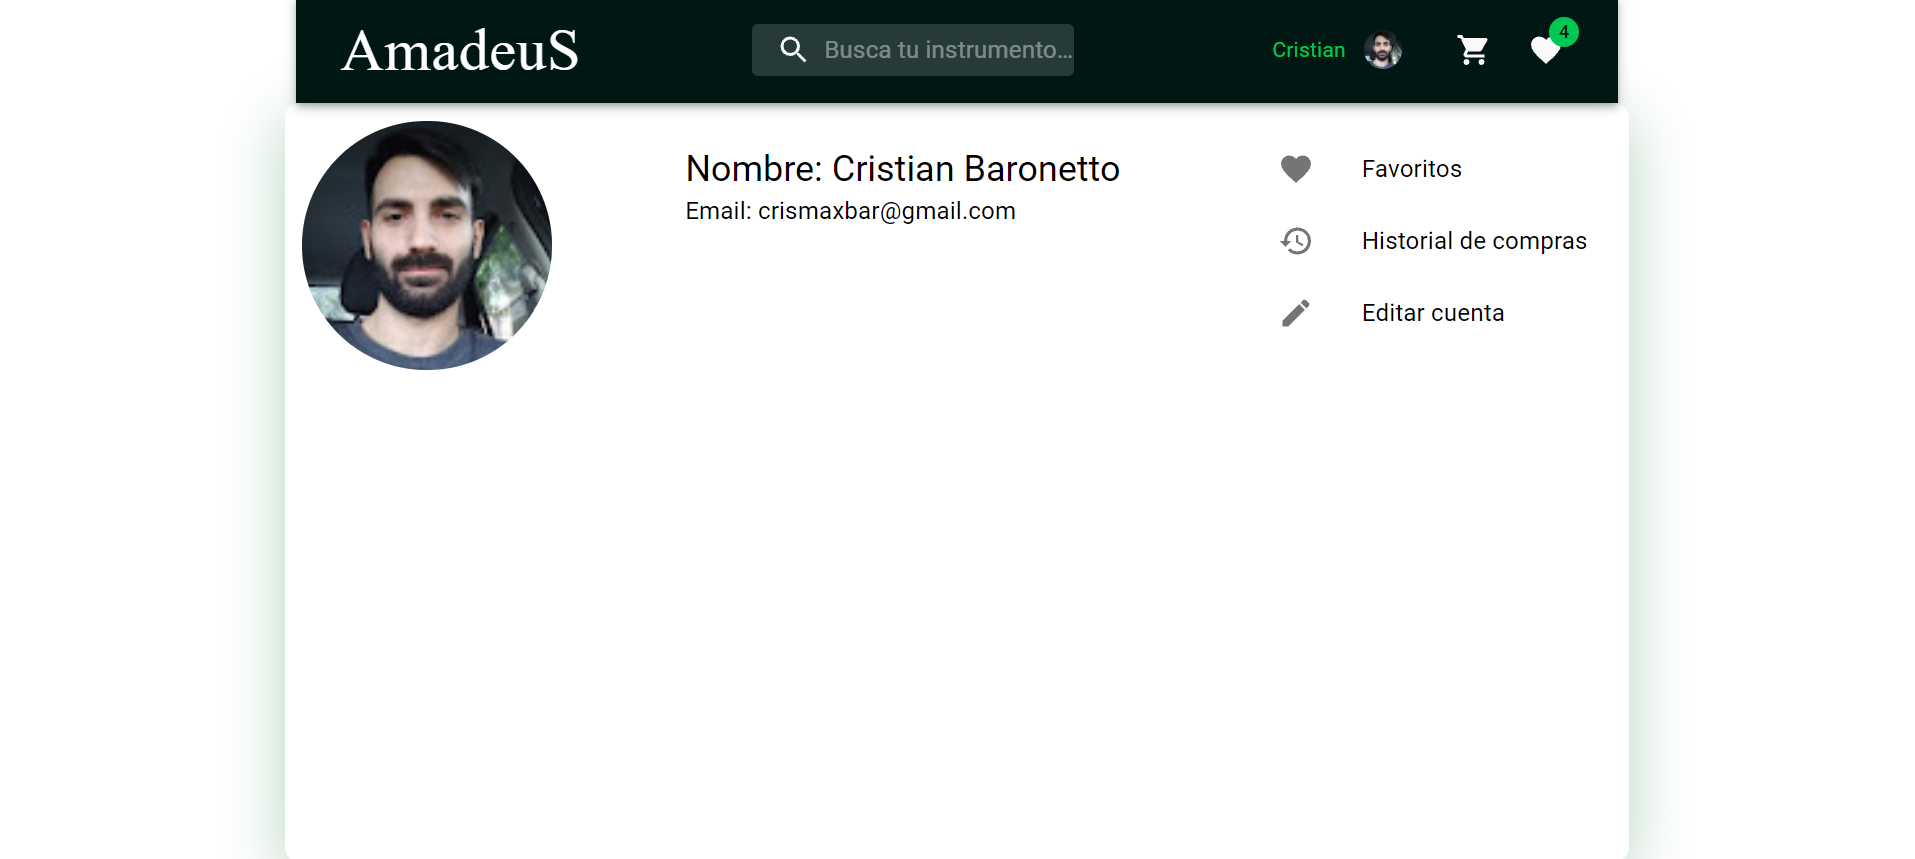 AmadeuS
Busca tu instrumento...
Cristian
4
Nombre: Cristian Baronetto
Email: crismaxbar@gmail.com
Favoritos
Historial de compras
Editar cuenta